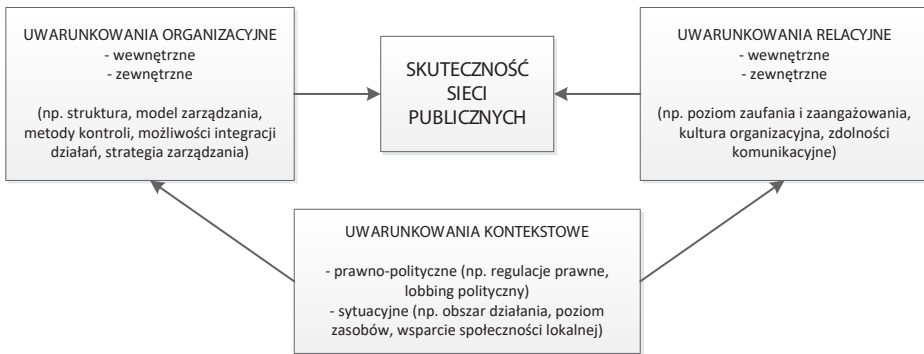 UWARUNKOWANIA ORGANIZACYJNE
- wewnętrzne
- zewnętrzne
(np. struktura, model zarządzania,
metody kontroli, możliwości integracji
działań, strategia zarządzania)
SKUTECZNOŚĆ
SIECI
PUBLICZNYCH
UWARUNKOWANIA RELACYJNE
- wewnętrzne
- zewnętrzne
(np. poziom zaufania i zaangażowania,
kultura organizacyjna, zdolności
komunikacyjne)
UWARUNKOWANIA KONTEKSTOWE
- prawno-polityczne (np. regulacje prawne,
lobbing polityczny)
- sytuacyjne (np. obszar działania, poziom
zasobów, wsparcie społeczności lokalnej)